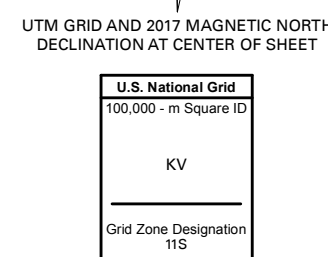 UTM GRID AND 2017 MAGNETIC NORTH
DECLINATION AT CENTER OF SHEET
U.S. National Grid
100,000 - m Square ID
KV
Grid Zone Designation
11S